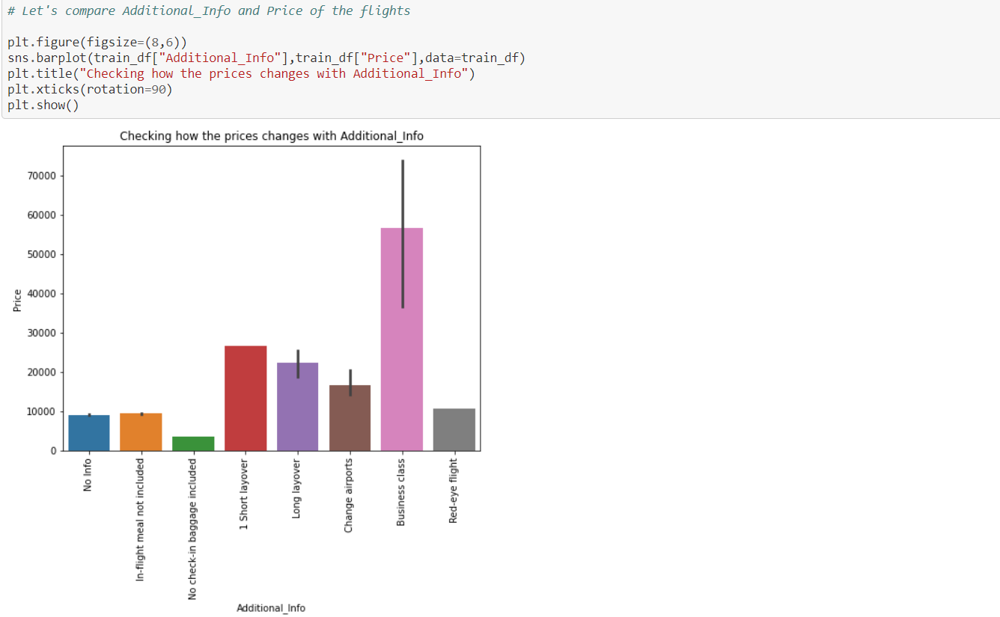 # Let's compare Additional_Info and Price of the flights
plt.figure(figsize=(8,6))
sns.barplot(train_df["Additional_Info"],train_df["Price"],data=train_df)
plt.title("Checking how the prices changes with Additional_Info")
plt.xticks(rotation=90)
plt.show()
Checking how the prices changes with Additional_Info
70000
60000
50000
40000
30000
20000
10000
0
Price
No Info
In-flight meal not included
No check-in baggage included
1 Short layover
Long layover
Change airports
Business class
Red-eye flight
Additional_Info